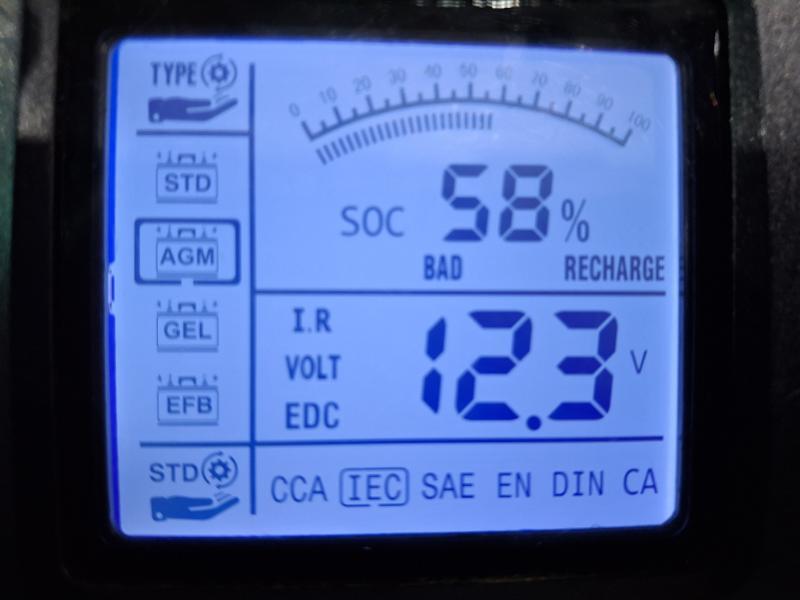 TYPE
0 10 20 30 40 50 60 70 80 90 100
STD
SOC 58%
AGM
BAD RECHARGE
GEL
I.R
VOLT
12.3 V
EFB
EDC
STD
CCA IEC SAE EN DIN CA